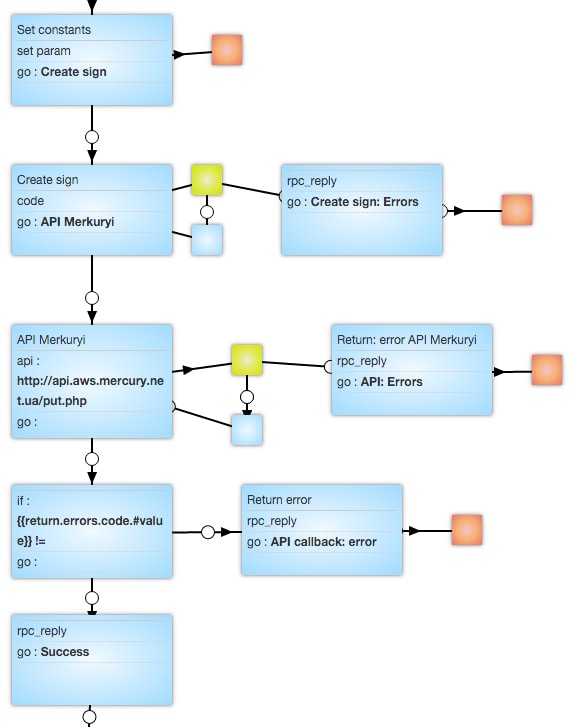 Set constants
set param
go : Create sign
Create sign
code
go : API Merkuryi
rpc_reply
go : Create sign: Errors
API Merkuryi
api :
http://api.aws.mercury.ne
t.ua/put.php
go :
Return: error API Merkuryi
rpc_reply
go : API: Errors
if :
{{return.errors.code.#valu
e}} !=
go :
Return error
rpc_reply
go : API callback: error
rpc_reply
go : Success